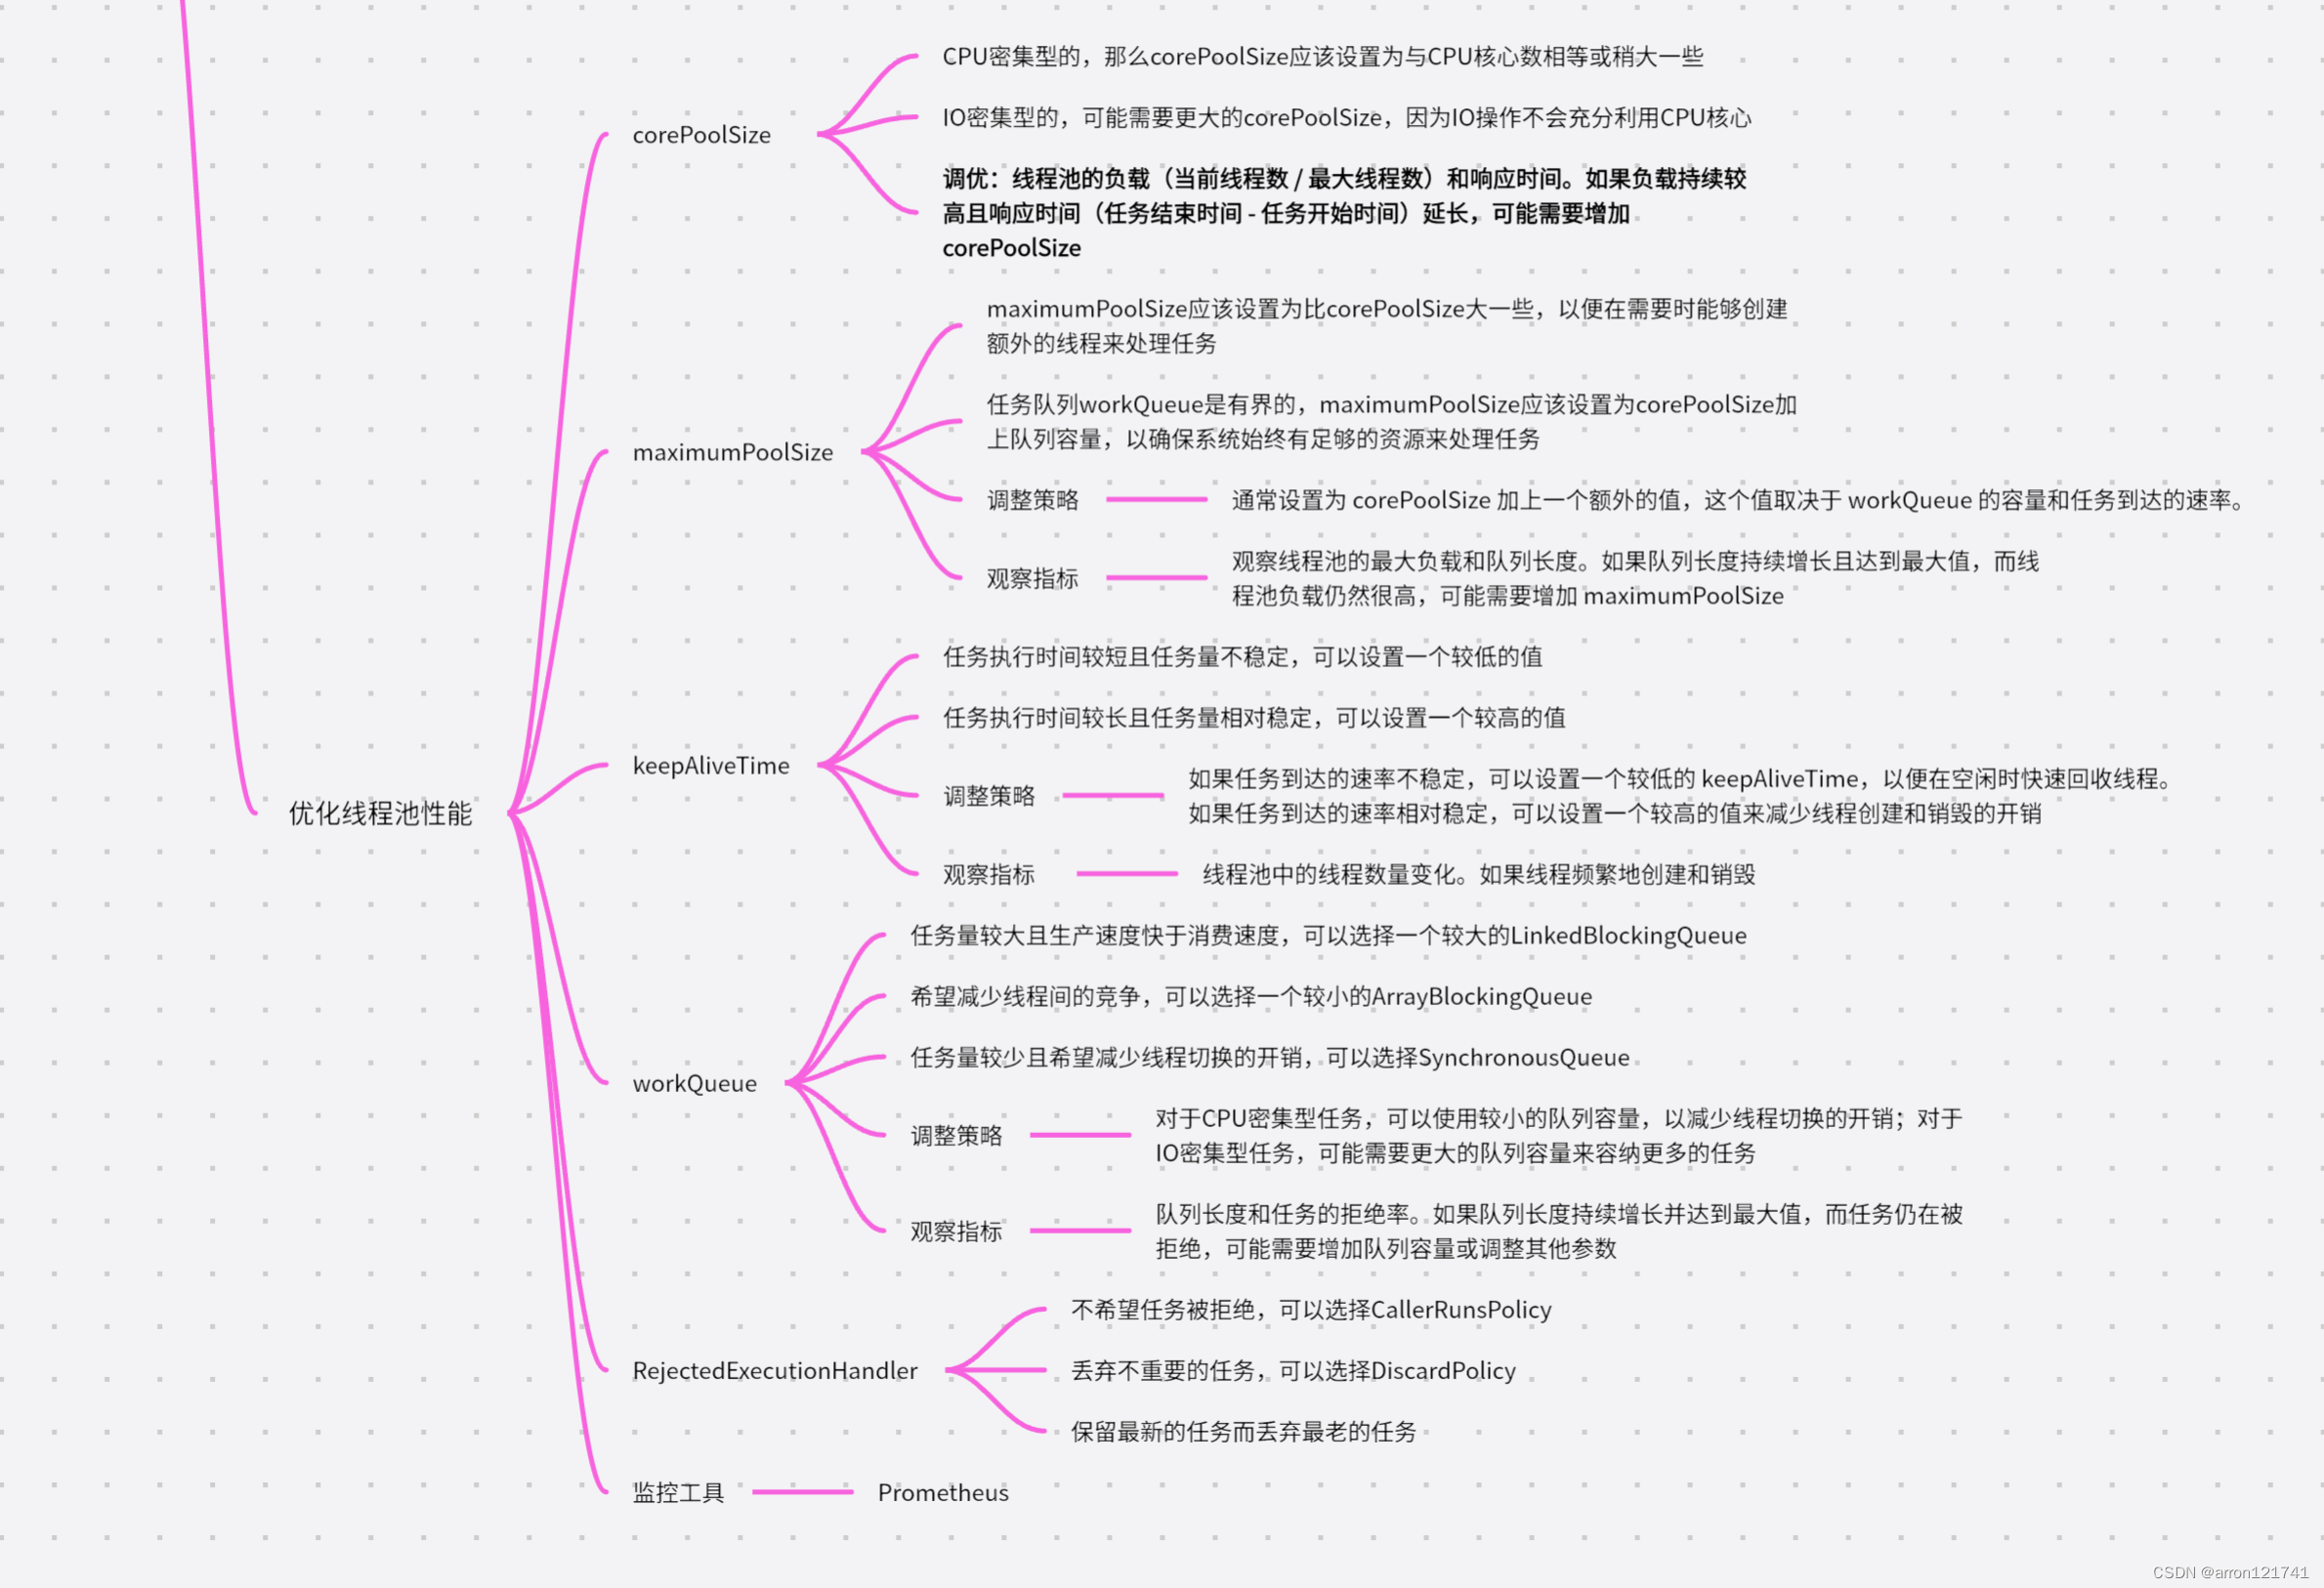 CPU密集型的，那么corePoolSize应该设置为与CPU核心数相等或稍大一些
IO密集型的，可能需要更大的corePoolSize，因为IO操作不会充分利用CPU核心
corePoolSize
调优：线程池的负载（当前线程数 / 最大线程数）和响应时间。如果负载持续较
高且响应时间（任务结束时间 - 任务开始时间）延长，可能需要增加
corePoolSize
maximumPoolSize应该设置为比corePoolSize大一些，以便在需要时能够创建
额外的线程来处理任务
任务队列workQueue是有界的，maximumPoolSize应该设置为corePoolSize加
上队列容量，以确保系统始终有足够的资源来处理任务
maximumPoolSize
调整策略
通常设置为 corePoolSize 加上一个额外的值，这个值取决于 workQueue 的容量和任务到达的速率。
观察指标
观察线程池的最大负载和队列长度。如果队列长度持续增长且达到最大值，而线
程池负载仍然很高，可能需要增加 maximumPoolSize
任务执行时间较短且任务量不稳定，可以设置一个较低的值
任务执行时间较长且任务量相对稳定，可以设置一个较高的值
keepAliveTime
调整策略
如果任务到达的速率不稳定，可以设置一个较低的 keepAliveTime，以便在空闲时快速回收线程。
如果任务到达的速率相对稳定，可以设置一个较高的值来减少线程创建和销毁的开销
优化线程池性能
观察指标
线程池中的线程数量变化。如果线程频繁地创建和销毁
任务量较大且生产速度快于消费速度，可以选择一个较大的LinkedBlockingQueue
希望减少线程间的竞争，可以选择一个较小的ArrayBlockingQueue
任务量较少且希望减少线程切换的开销，可以选择SynchronousQueue
workQueue
调整策略
对于CPU密集型任务，可以使用较小的队列容量，以减少线程切换的开销；对于
IO密集型任务，可能需要更大的队列容量来容纳更多的任务
观察指标
队列长度和任务的拒绝率。如果队列长度持续增长并达到最大值，而任务仍在被
拒绝，可能需要增加队列容量或调整其他参数
不希望任务被拒绝，可以选择CallerRunsPolicy
RejectedExecutionHandler
丢弃不重要的任务，可以选择DiscardPolicy
保留最新的任务而丢弃最老的任务
监控工具
Prometheus
CSDN @arron121741